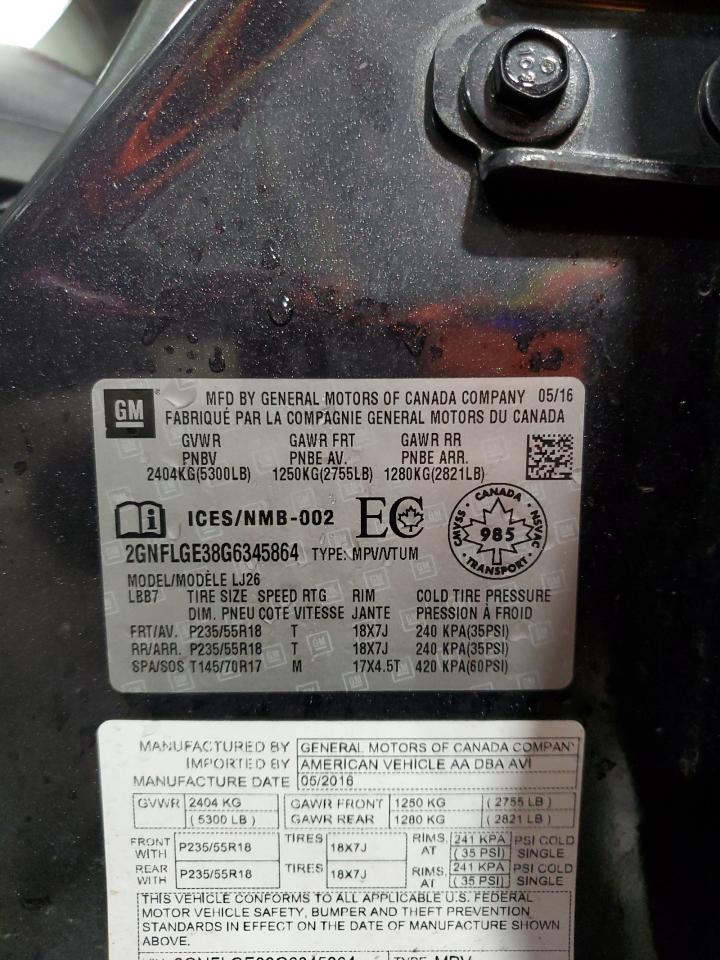 108
GM
MFD BY GENERAL MOTORS OF CANADA COMPANY 05/16
FABRIQUÉ PAR LA COMPAGNIE GENERAL MOTORS DU CANADA
GVWR GAWR FRT GAWR RR
PNBV PNBE AV. PNBE ARR.
2404KG(5300LB) 1250KG(2755LB) 1280KG(2821LB)
ICES/NMB-002 EC
CANADA CMVSS 985 NSVAC TRANSPORT
2GNFLGE38G6345864 TYPE: MPV/VTUM
MODEL/MODÈLE LJ26
LBB7 TIRE SIZE SPEED RTG RIM COLD TIRE PRESSURE
DIM. PNEU COTE VITESSE JANTE PRESSION À FROID
FRT/AV. P235/55R18 T 18X7J 240 KPA(35PSI)
RR/ARR. P235/55R18 T 18X7J 240 KPA(35PSI)
SPA/SOS T145/70R17 M 17X4.5T 420 KPA(60PSI)
MANUFACTURED BY GENERAL MOTORS OF CANADA COMPANY
IMPORTED BY AMERICAN VEHICLE AA DBA AVI
MANUFACTURE DATE 05/2016
GVWR 2404 KG GAWR FRONT 1250 KG (2755 LB)
(5300 LB) GAWR REAR 1280 KG (2821 LB)
FRONT WITH P235/55R18 TIRES 18X7J RIMS, AT 241 KPA (35 PSI) PSI COLD SINGLE
REAR WITH P235/55R18 TIRES 18X7J RIMS, AT 241 KPA (35 PSI) PSI COLD SINGLE
THIS VEHICLE CONFORMS TO ALL APPLICABLE U.S. FEDERAL
MOTOR VEHICLE SAFETY, BUMPER AND THEFT PREVENTION
STANDARDS IN EFFECT ON THE DATE OF MANUFACTURE SHOWN
ABOVE.